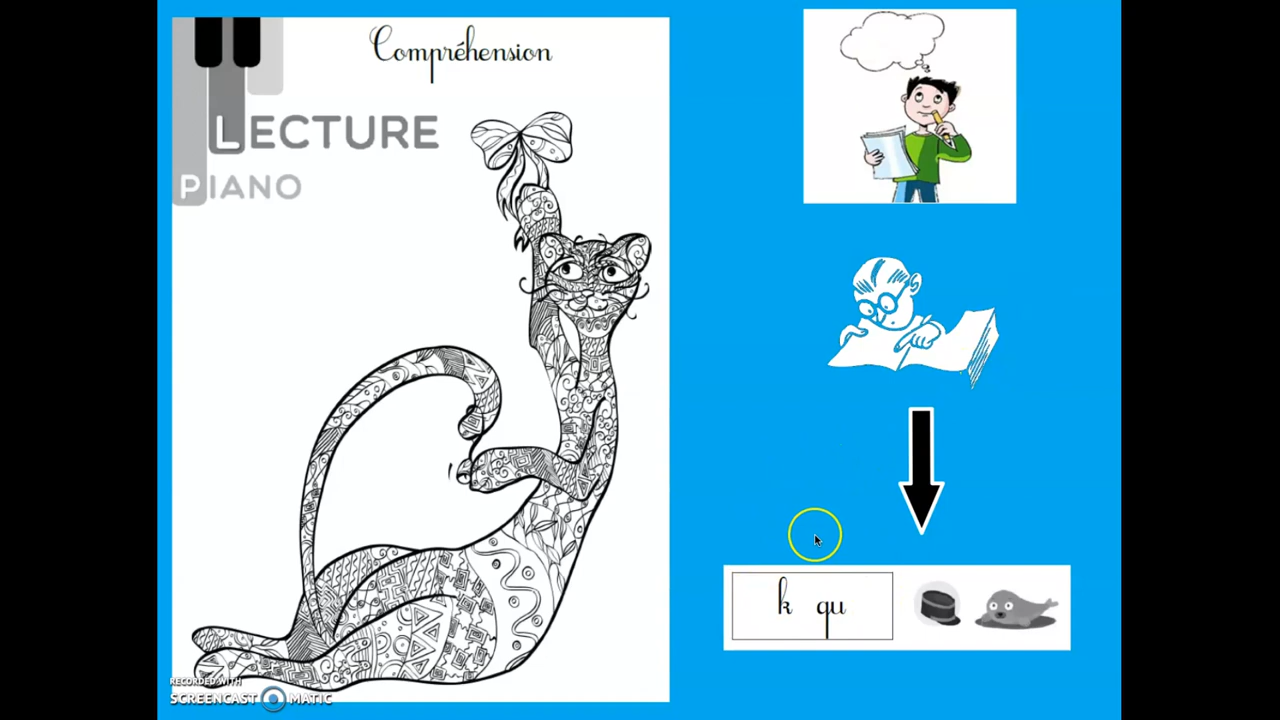 Compréhension
LECTURE
PIANO
k qu
RECORDED WITH
SCREENCAST MATIC